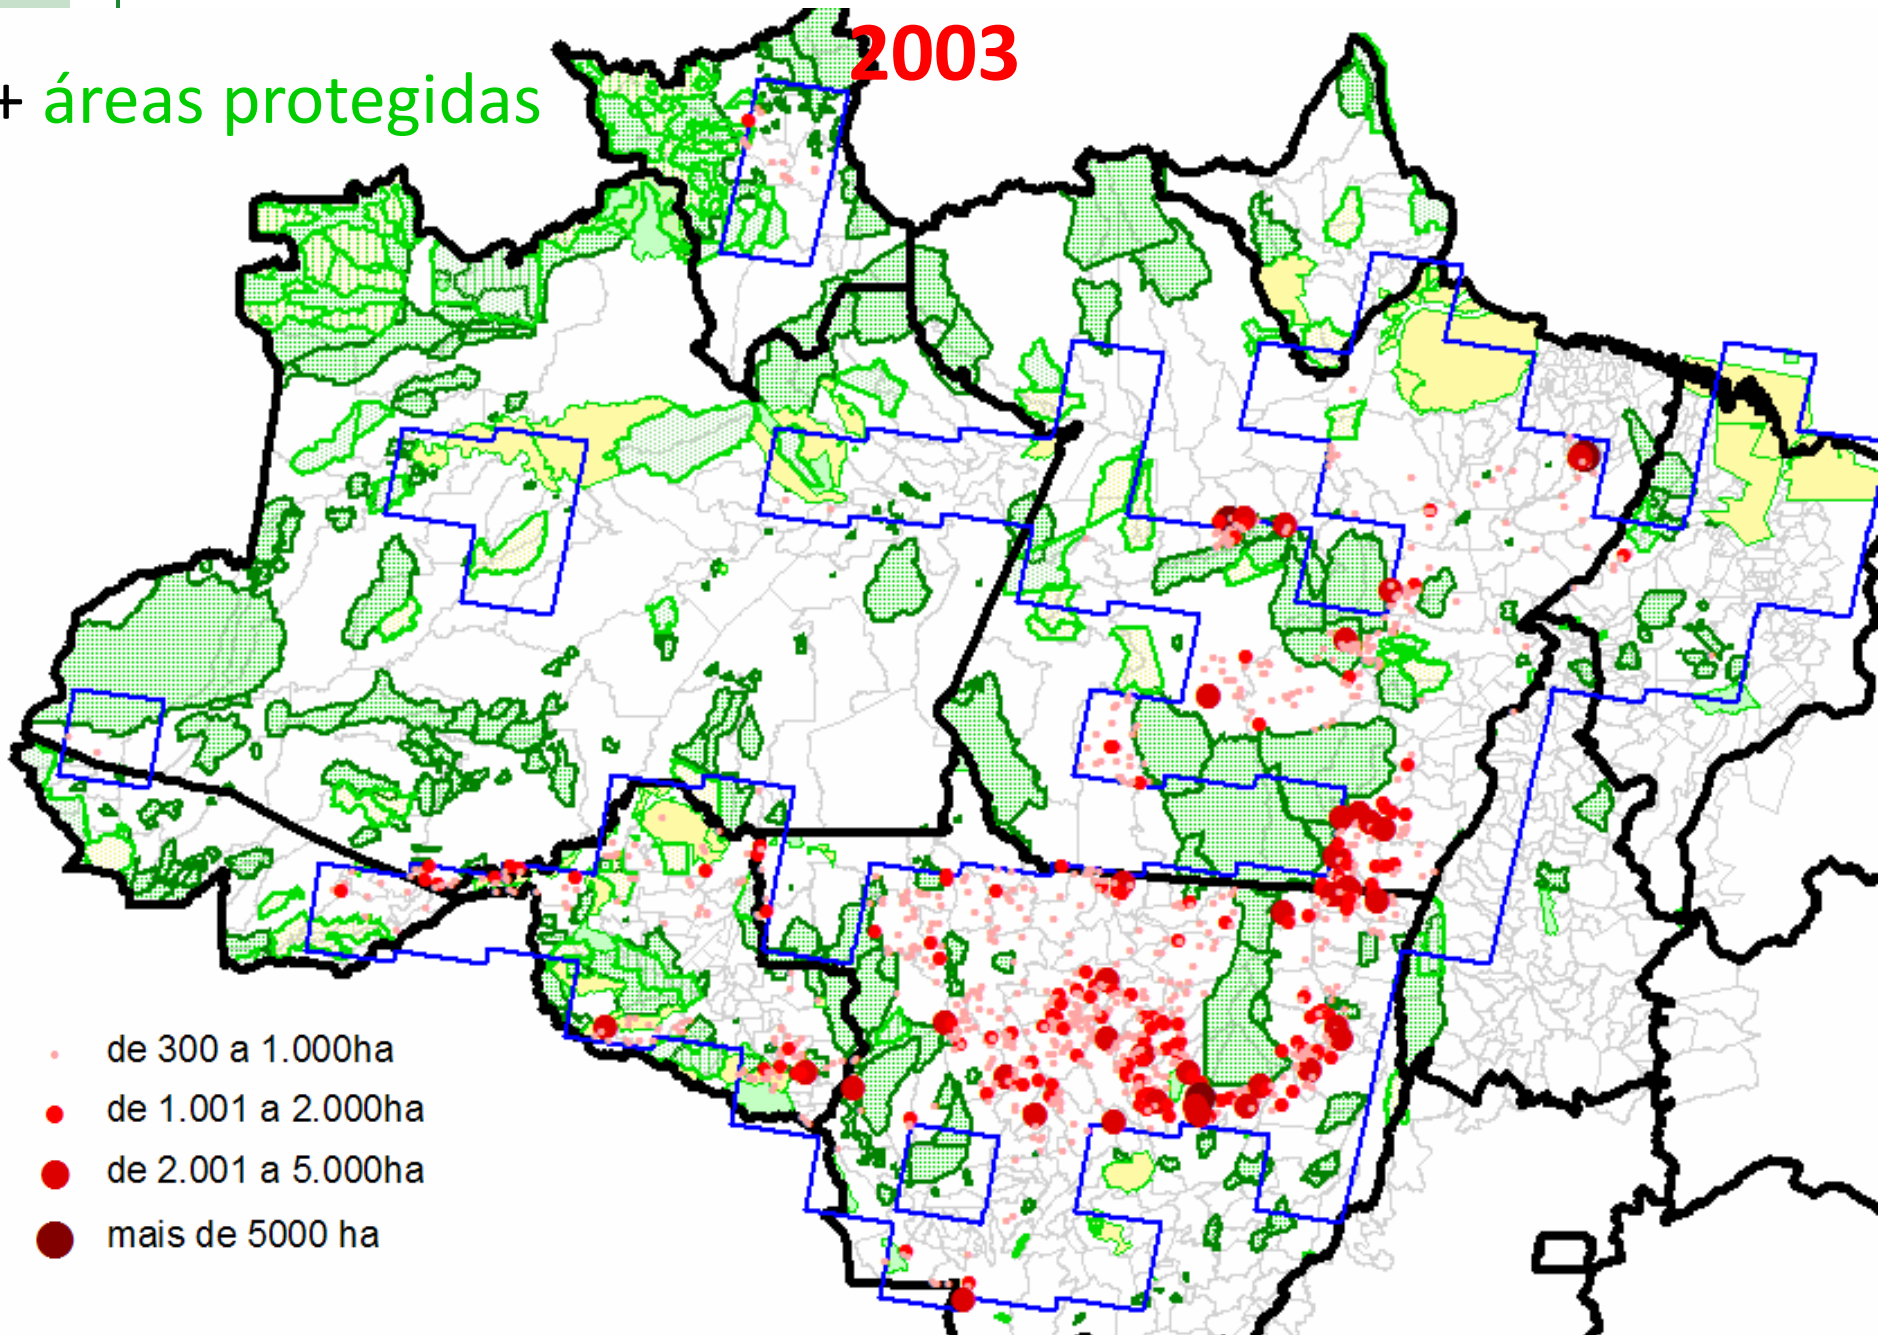 2003
+ áreas protegidas
de 300 a 1.000ha
de 1.001 a 2.000ha
de 2.001 a 5.000ha
mais de 5000 ha